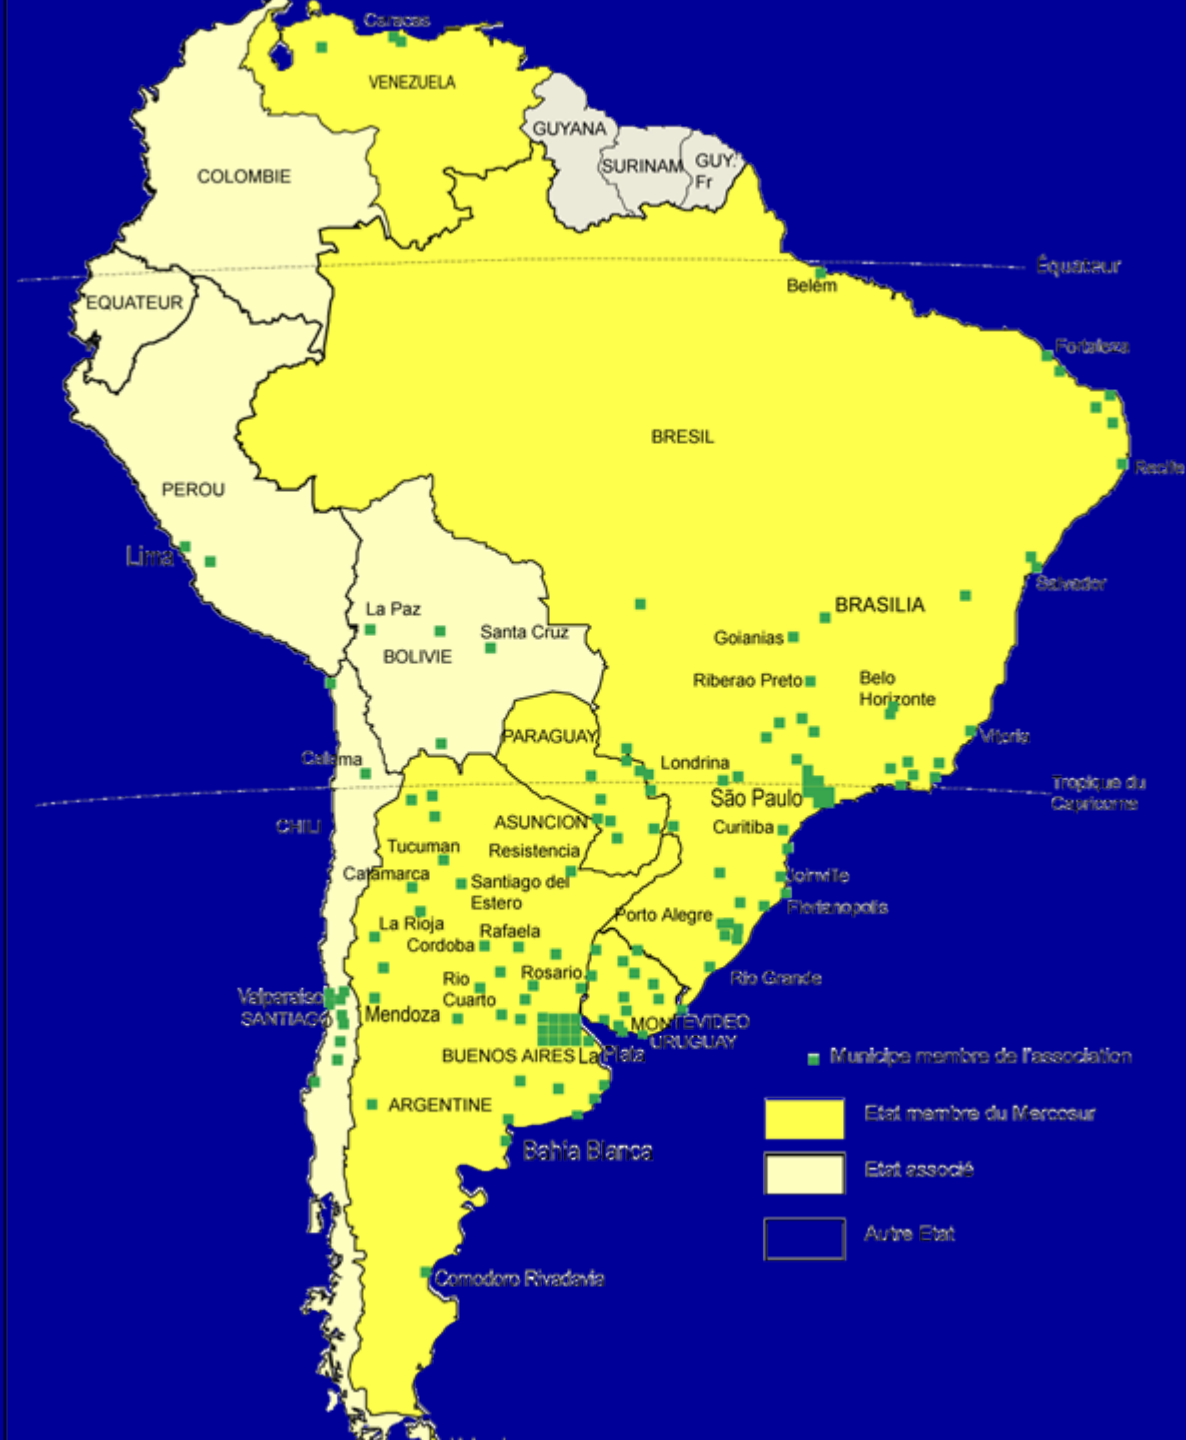 Caracas
VENEZUELA
GUYANA
COLOMBIE
SURINAM
GUY.
Fr
Équateur
Belém
EQUATEUR
Fortaleza
BRESIL
Recife
PEROU
Lima
Salvador
La Paz
BRASILIA
Santa Cruz
Goianias
BOLIVIE
Riberao Preto
Belo
Horizonte
PARAGUAY
Vitoria
Calama
Londrina
Tropique du
Capricorne
São Paulo
CHILI
ASUNCION
Curitiba
Tucuman
Resistencia
Catamarca
Santiago del
Estero
Joinville
Florianopolis
Porto Alegre
La Rioja
Rafaela
Cordoba
Rio
Cuarto
Rosario
Rio Grande
Valparaiso
SANTIAGO
Mendoza
MONTEVIDEO
URUGUAY
BUENOS AIRES
La Plata
Municipe membre de l'association
ARGENTINE
Etat membre du Mercosur
Bahia Blanca
Etat associé
Autre Etat
Comodoro Rivadavia